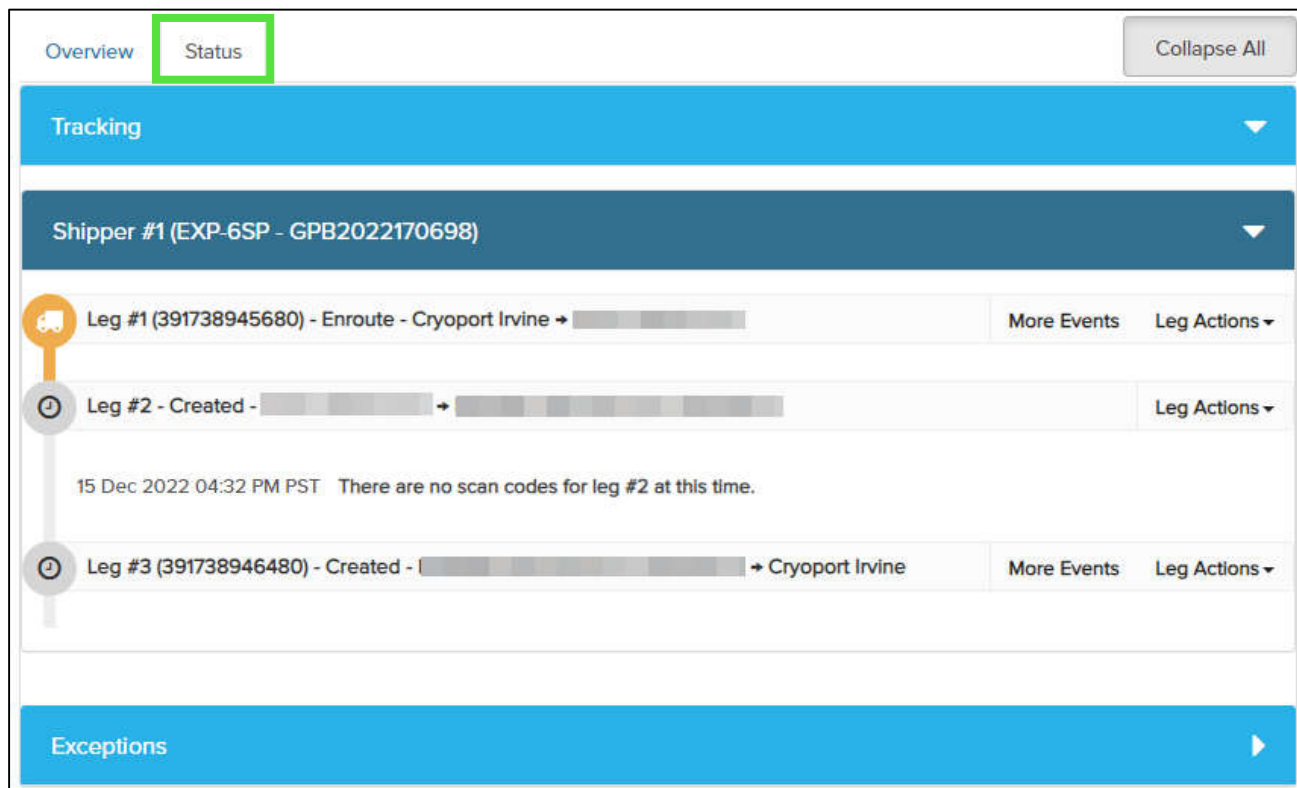 Overview Status Collapse All
Tracking
Shipper #1 (EXP-6SP - GPB2022170698)
Leg #1 (391738945680) - Enroute - Cryoport Irvine → More Events Leg Actions
Leg #2 - Created - → Leg Actions
15 Dec 2022 04:32 PM PST There are no scan codes for leg #2 at this time.
Leg #3 (391738946480) - Created - → Cryoport Irvine More Events Leg Actions
Exceptions